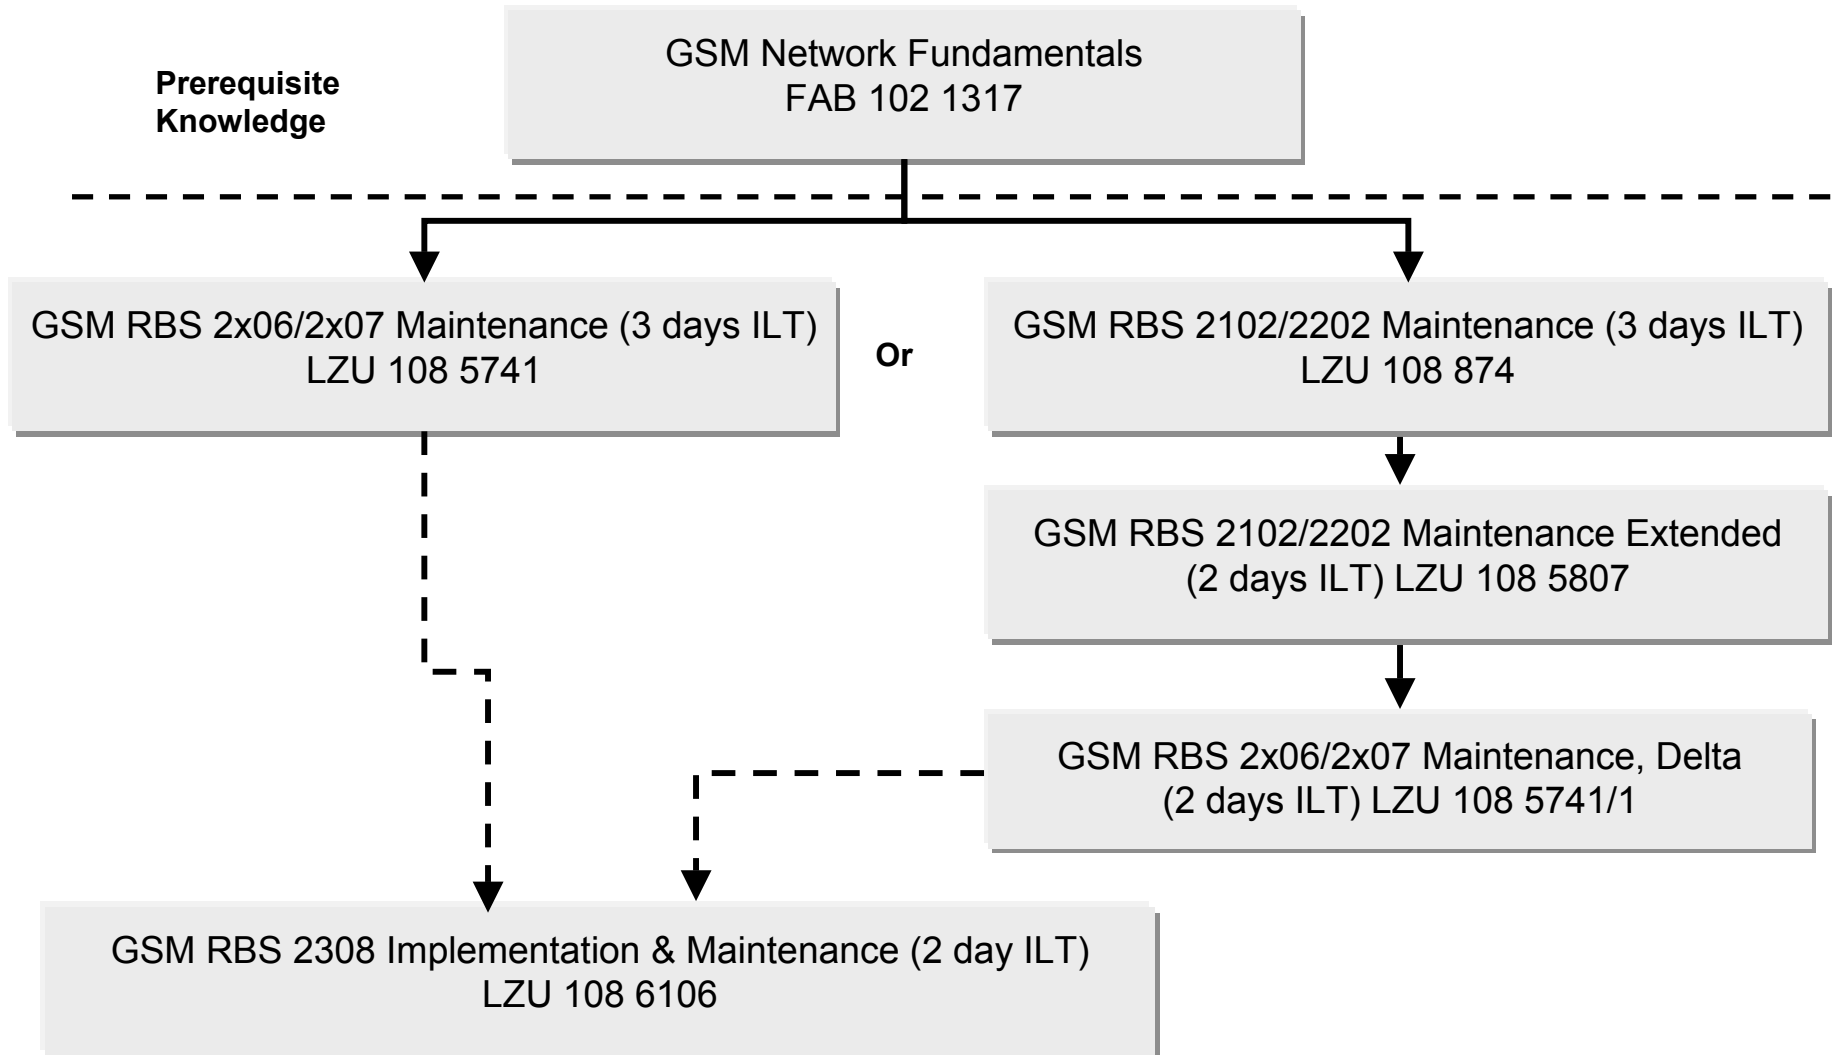 GSM Network Fundamentals
FAB 102 1317
Prerequisite
Knowledge
GSM RBS 2x06/2x07 Maintenance (3 days ILT)
LZU 108 5741
Or
GSM RBS 2102/2202 Maintenance (3 days ILT)
LZU 108 874
GSM RBS 2102/2202 Maintenance Extended
(2 days ILT) LZU 108 5807
GSM RBS 2x06/2x07 Maintenance, Delta
(2 days ILT) LZU 108 5741/1
GSM RBS 2308 Implementation & Maintenance (2 day ILT)
LZU 108 6106